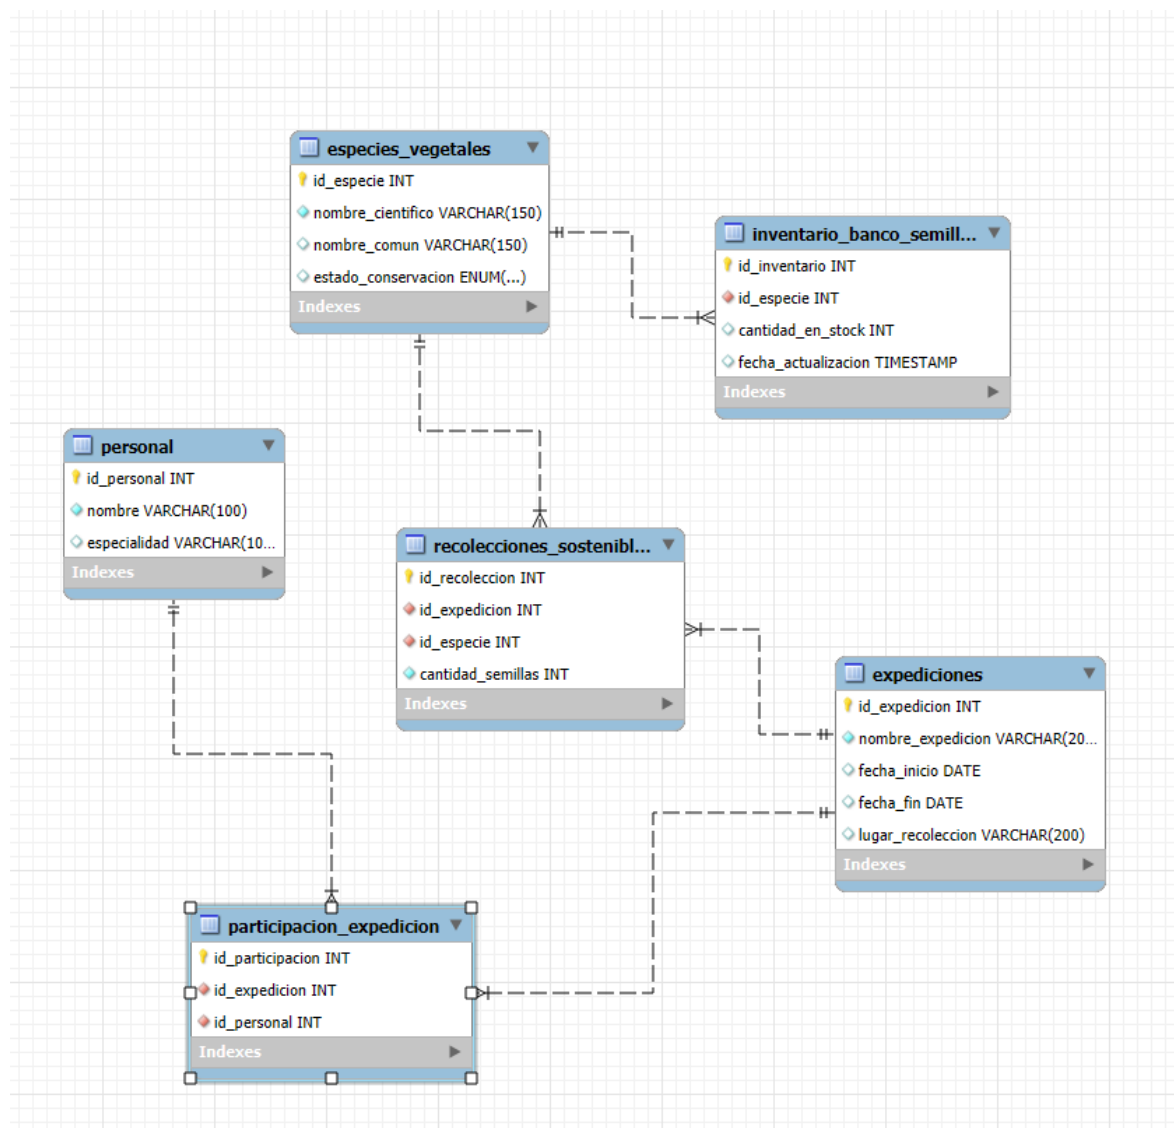 especies_vegetales
id_especie INT
nombre_cientifico VARCHAR(150)
nombre_comun VARCHAR(150)
estado_conservacion ENUM(...)
Indexes
inventario_banco_semill...
id_inventario INT
id_especie INT
cantidad_en_stock INT
fecha_actualizacion TIMESTAMP
Indexes
personal
id_personal INT
nombre VARCHAR(100)
especialidad VARCHAR(10...
Indexes
recolecciones_sostenibl...
id_recoleccion INT
id_expedicion INT
id_especie INT
cantidad_semillas INT
Indexes
expediciones
id_expedicion INT
nombre_expedicion VARCHAR(20...
fecha_inicio DATE
fecha_fin DATE
lugar_recoleccion VARCHAR(200)
Indexes
participacion_expedicion
id_participacion INT
id_expedicion INT
id_personal INT
Indexes